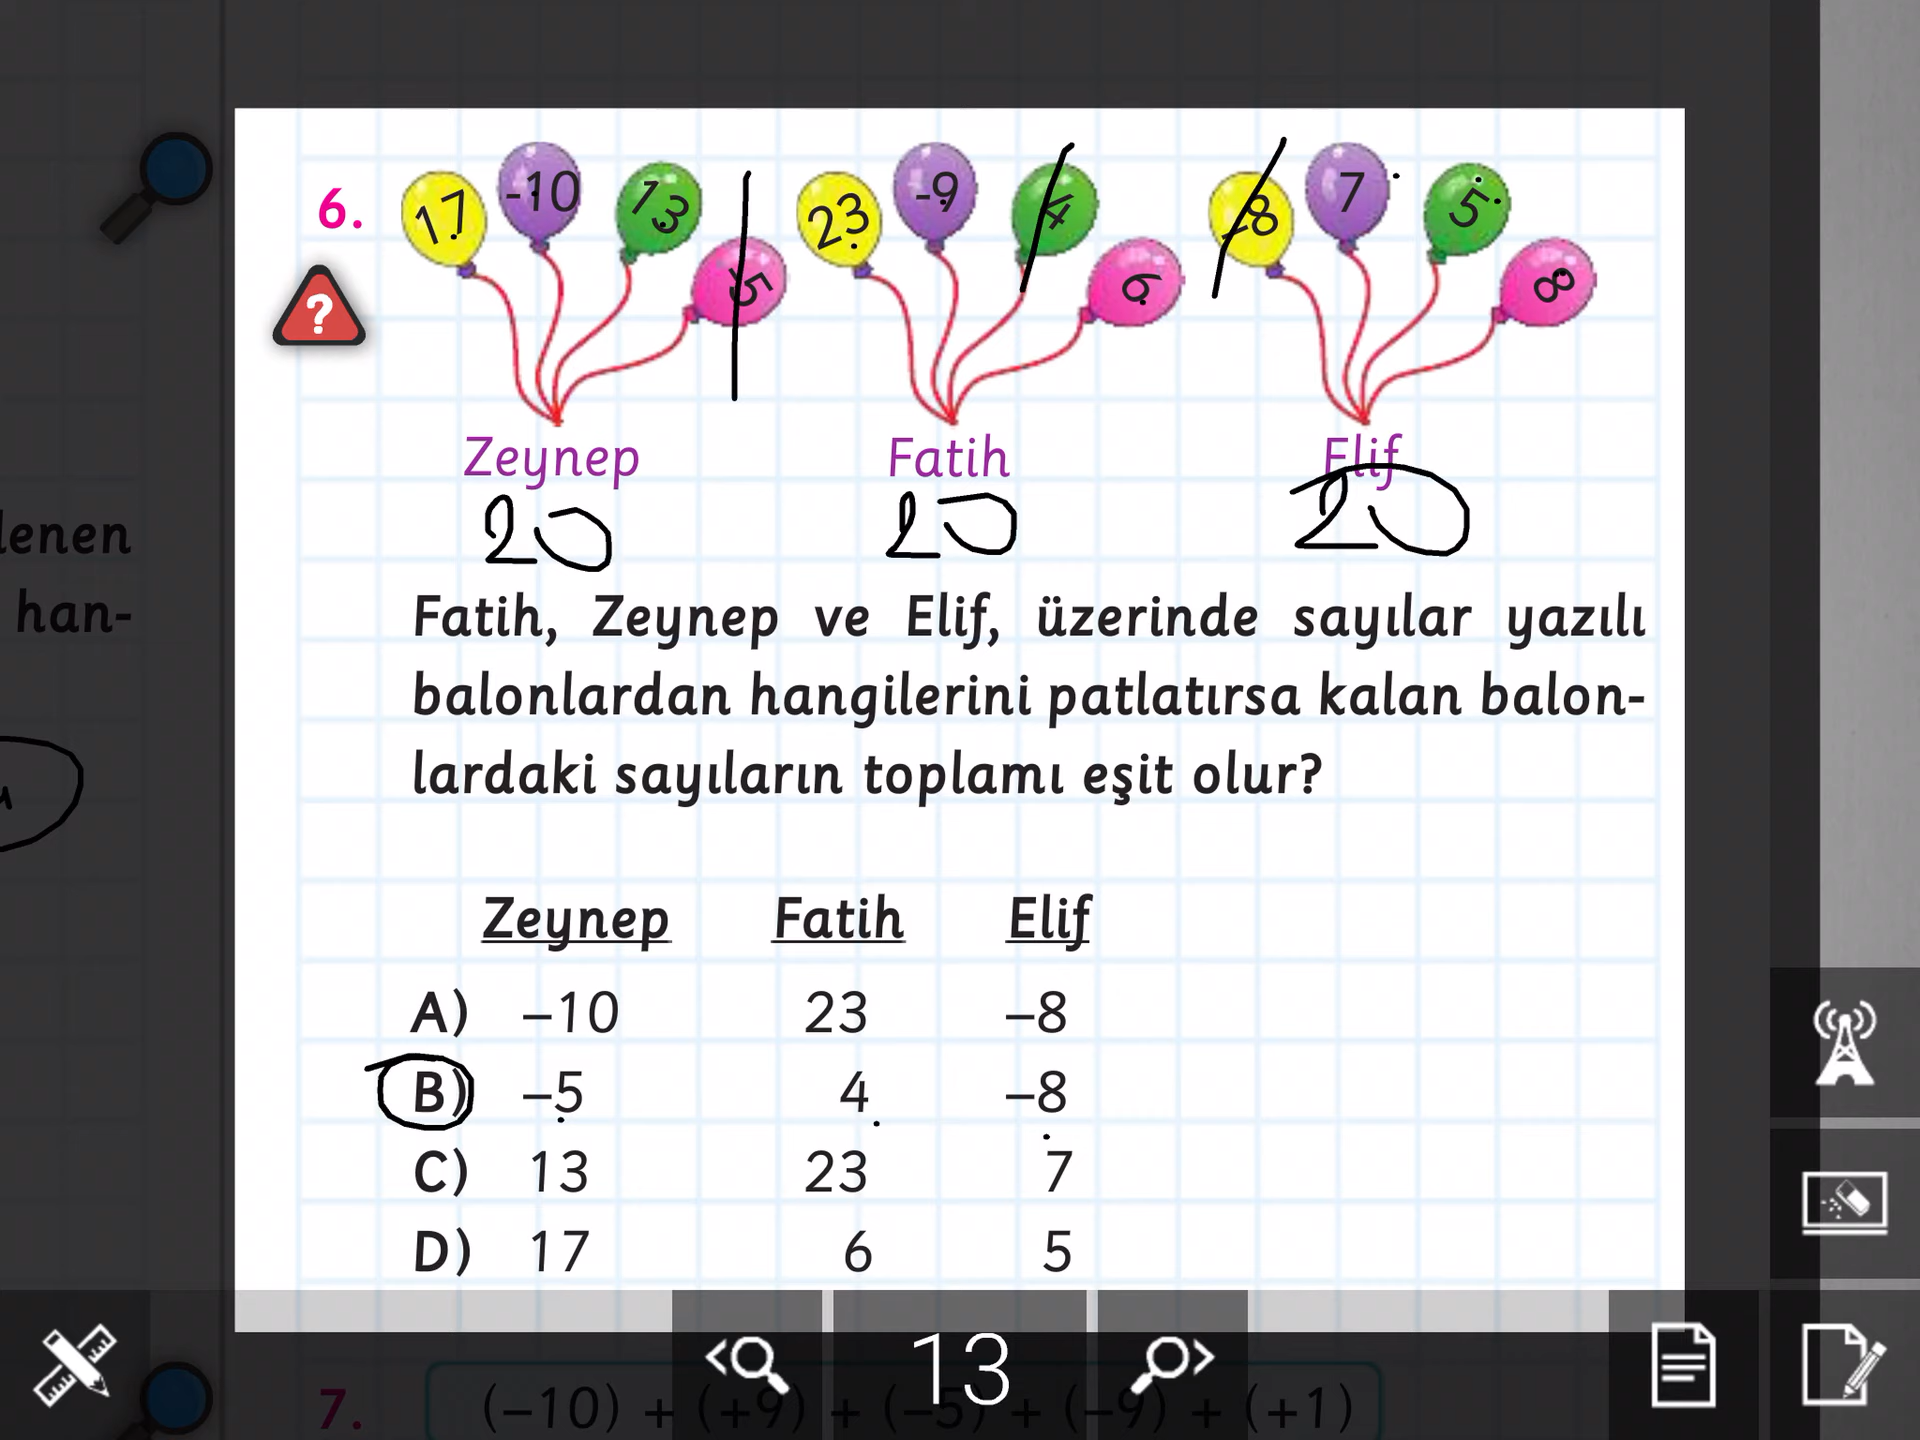 6.
17 -10 13 -5
23 -9 4 6
-8 7 5 8
Zeynep Fatih Elif
20 20 20
Fatih, Zeynep ve Elif, üzerinde sayılar yazılı
balonlardan hangilerini patlatırsa kalan balon-
lardaki sayıların toplamı eşit olur?
Zeynep Fatih Elif
A) –10 23 –8
B) –5 4 –8
C) 13 23 7
D) 17 6 5
lenen
han-
?
13
7. (–10) + (+9) + (–5) + (–9) + (+1)